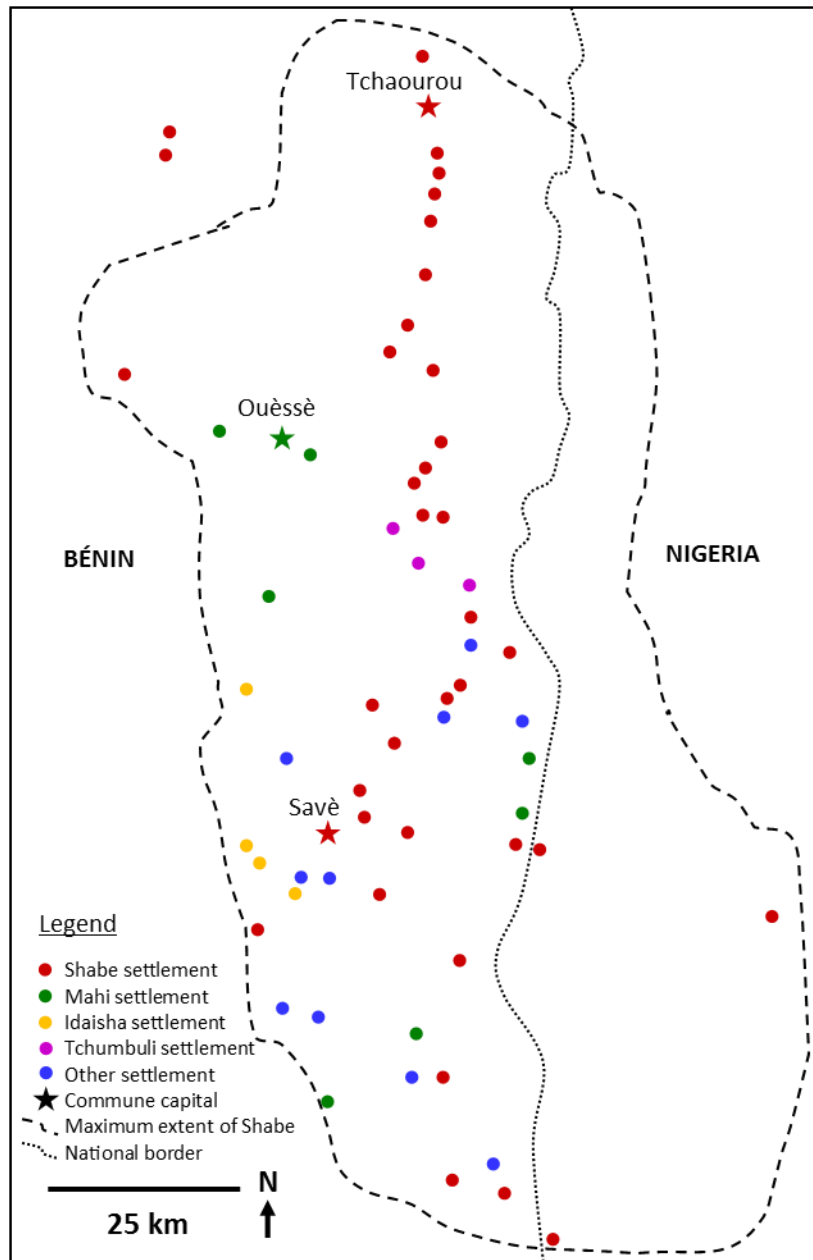 Tchaourou
Ouèssè
BÉNIN
NIGERIA
Savè
Legend
Shabe settlement
Mahi settlement
Idaisha settlement
Tchumbuli settlement
Other settlement
Commune capital
Maximum extent of Shabe
National border
N
25 km